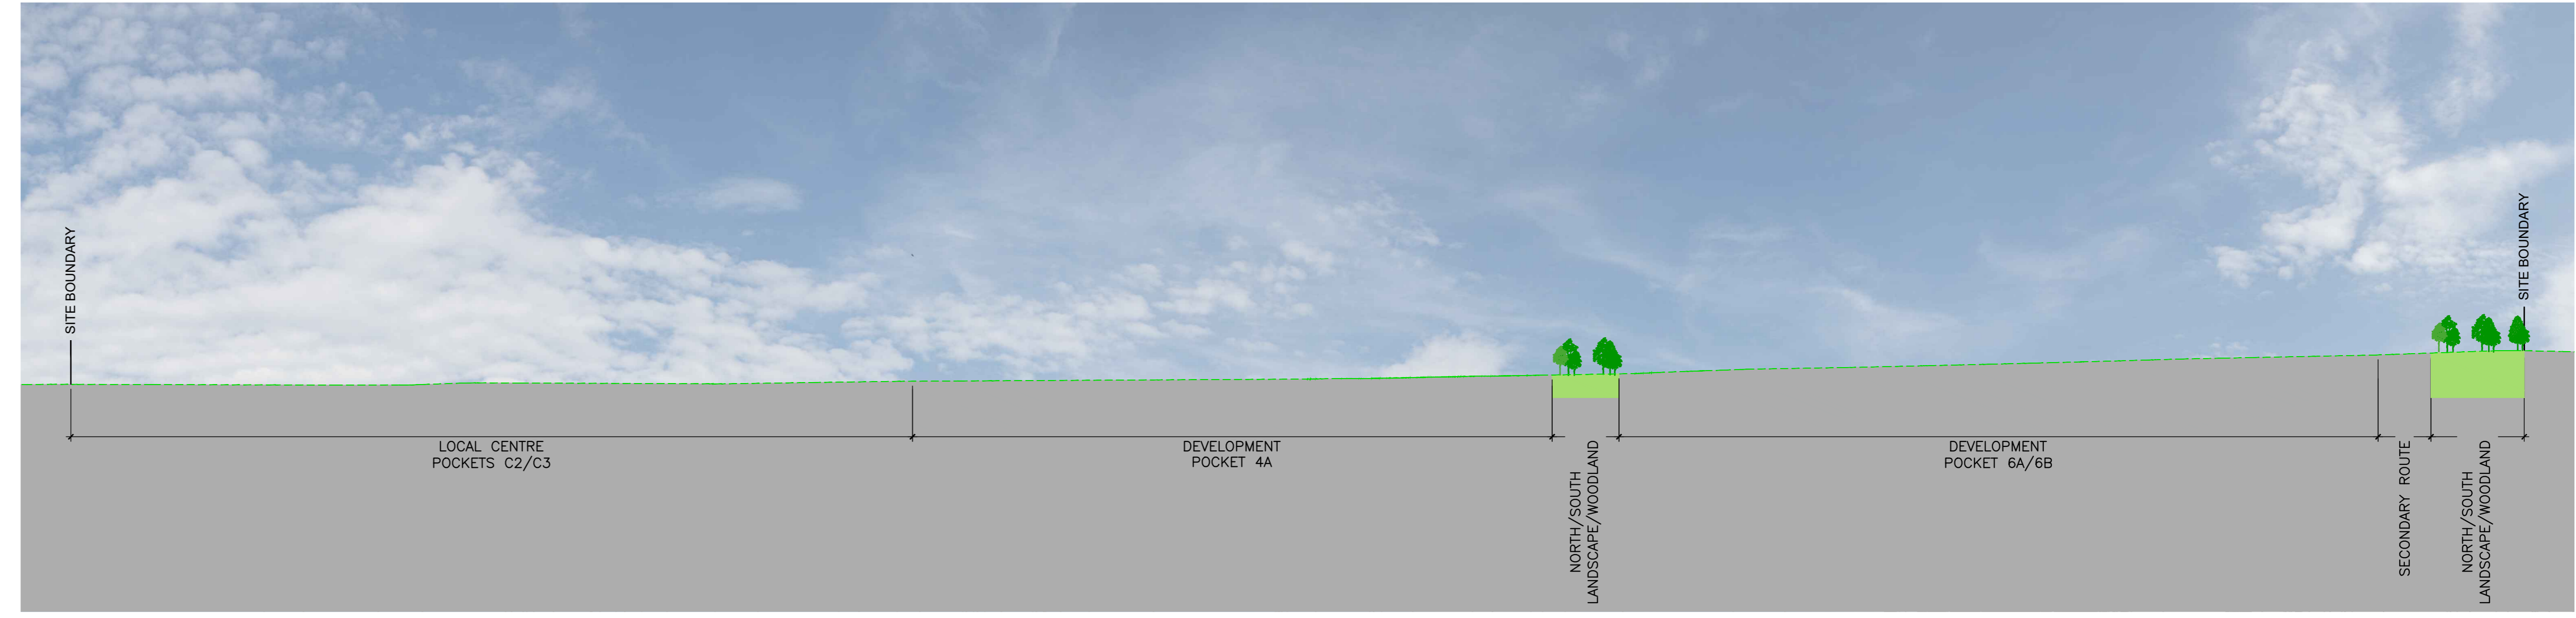 SITE BOUNDARY
LOCAL CENTRE
POCKETS C2/C3
DEVELOPMENT
POCKET 4A
NORTH/SOUTH
LANDSCAPE/WOODLAND
DEVELOPMENT
POCKET 6A/6B
SECONDARY ROUTE
NORTH/SOUTH
LANDSCAPE/WOODLAND
SITE BOUNDARY